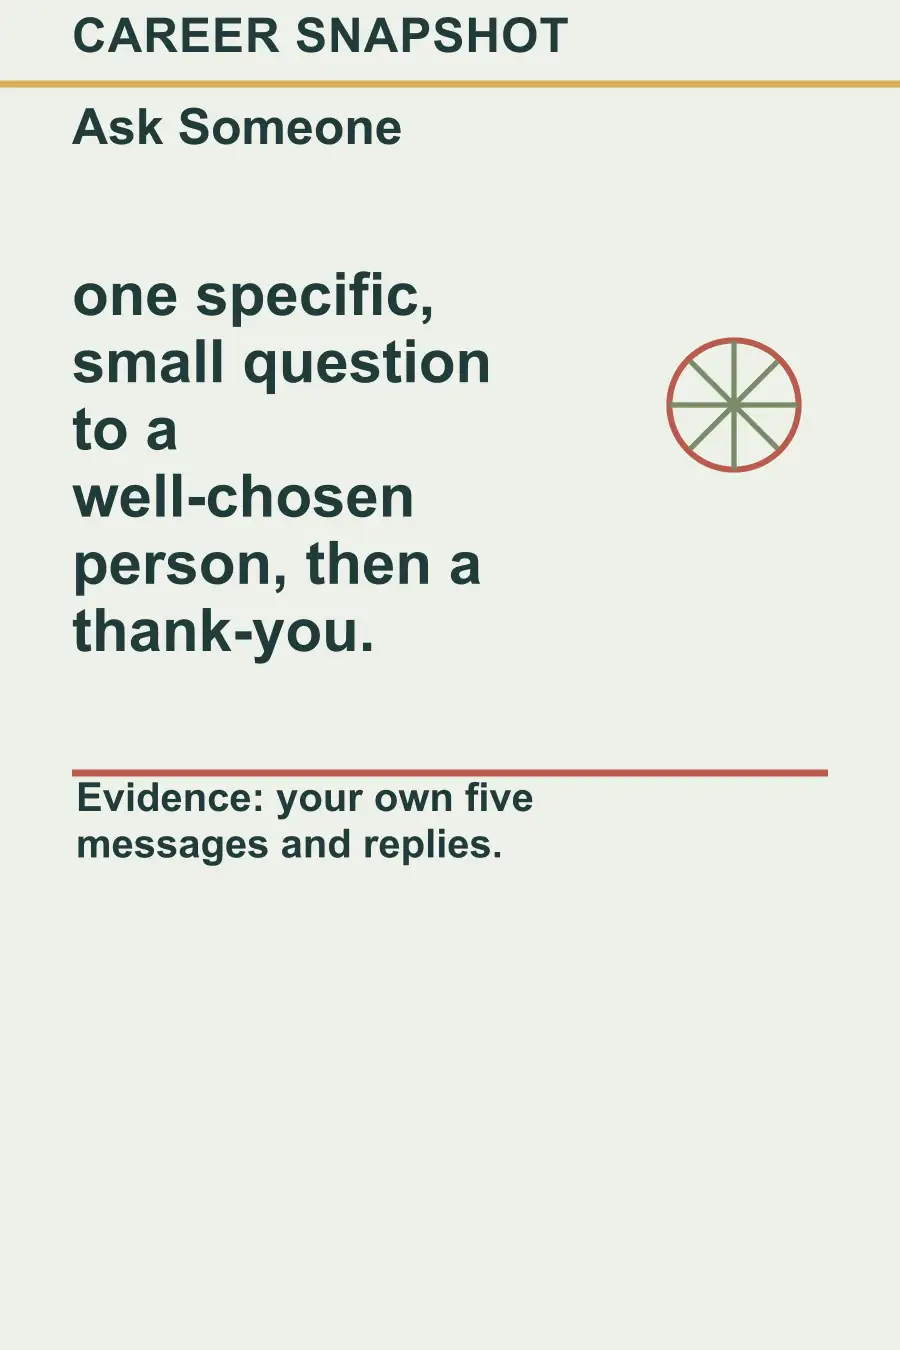 CAREER SNAPSHOT
Ask Someone
one specific,
small question
to a
well-chosen
person, then a
thank-you.
Evidence: your own five
messages and replies.